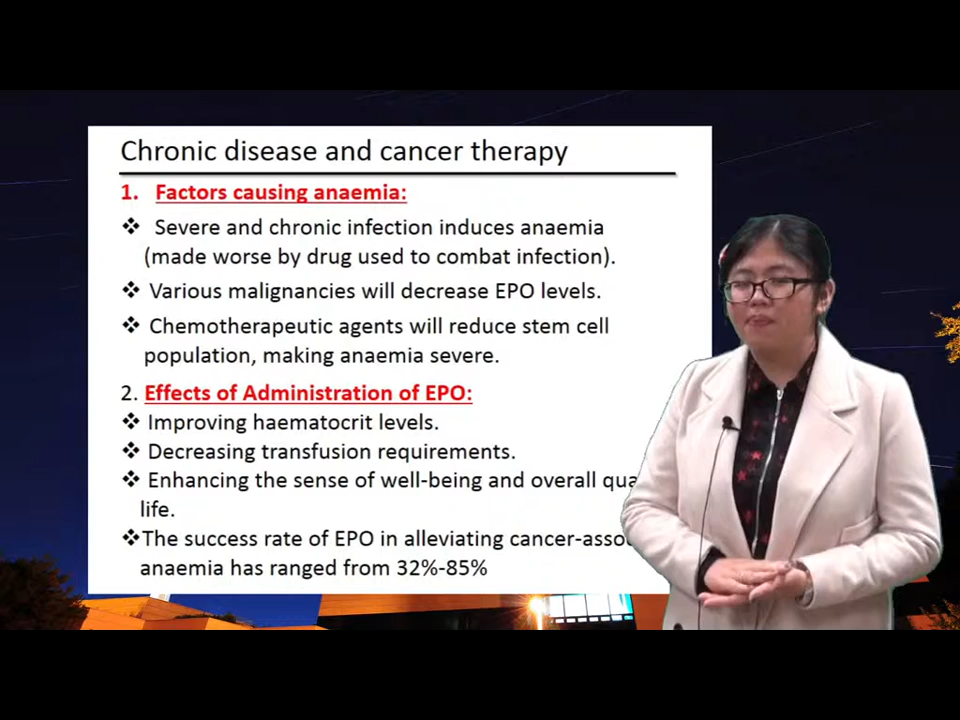 Chronic disease and cancer therapy
1. Factors causing anaemia:
❖ Severe and chronic infection induces anaemia
(made worse by drug used to combat infection).
❖ Various malignancies will decrease EPO levels.
❖ Chemotherapeutic agents will reduce stem cell
population, making anaemia severe.
2. Effects of Administration of EPO:
❖ Improving haematocrit levels.
❖ Decreasing transfusion requirements.
❖ Enhancing the sense of well-being and overall
life.
❖The success rate of EPO in alleviating
anaemia has ranged from 32%-85%